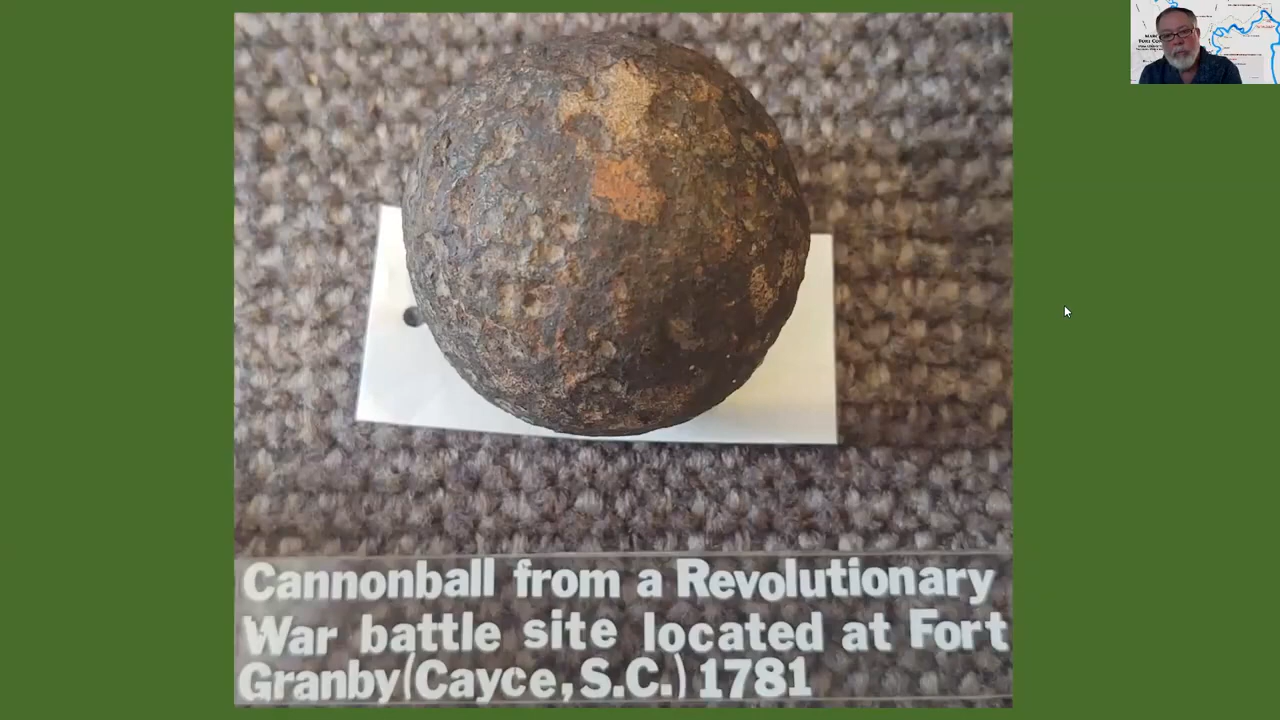 Cannonball from a Revolutionary
War battle site located at Fort
Granby(Cayce,S.C.)1781